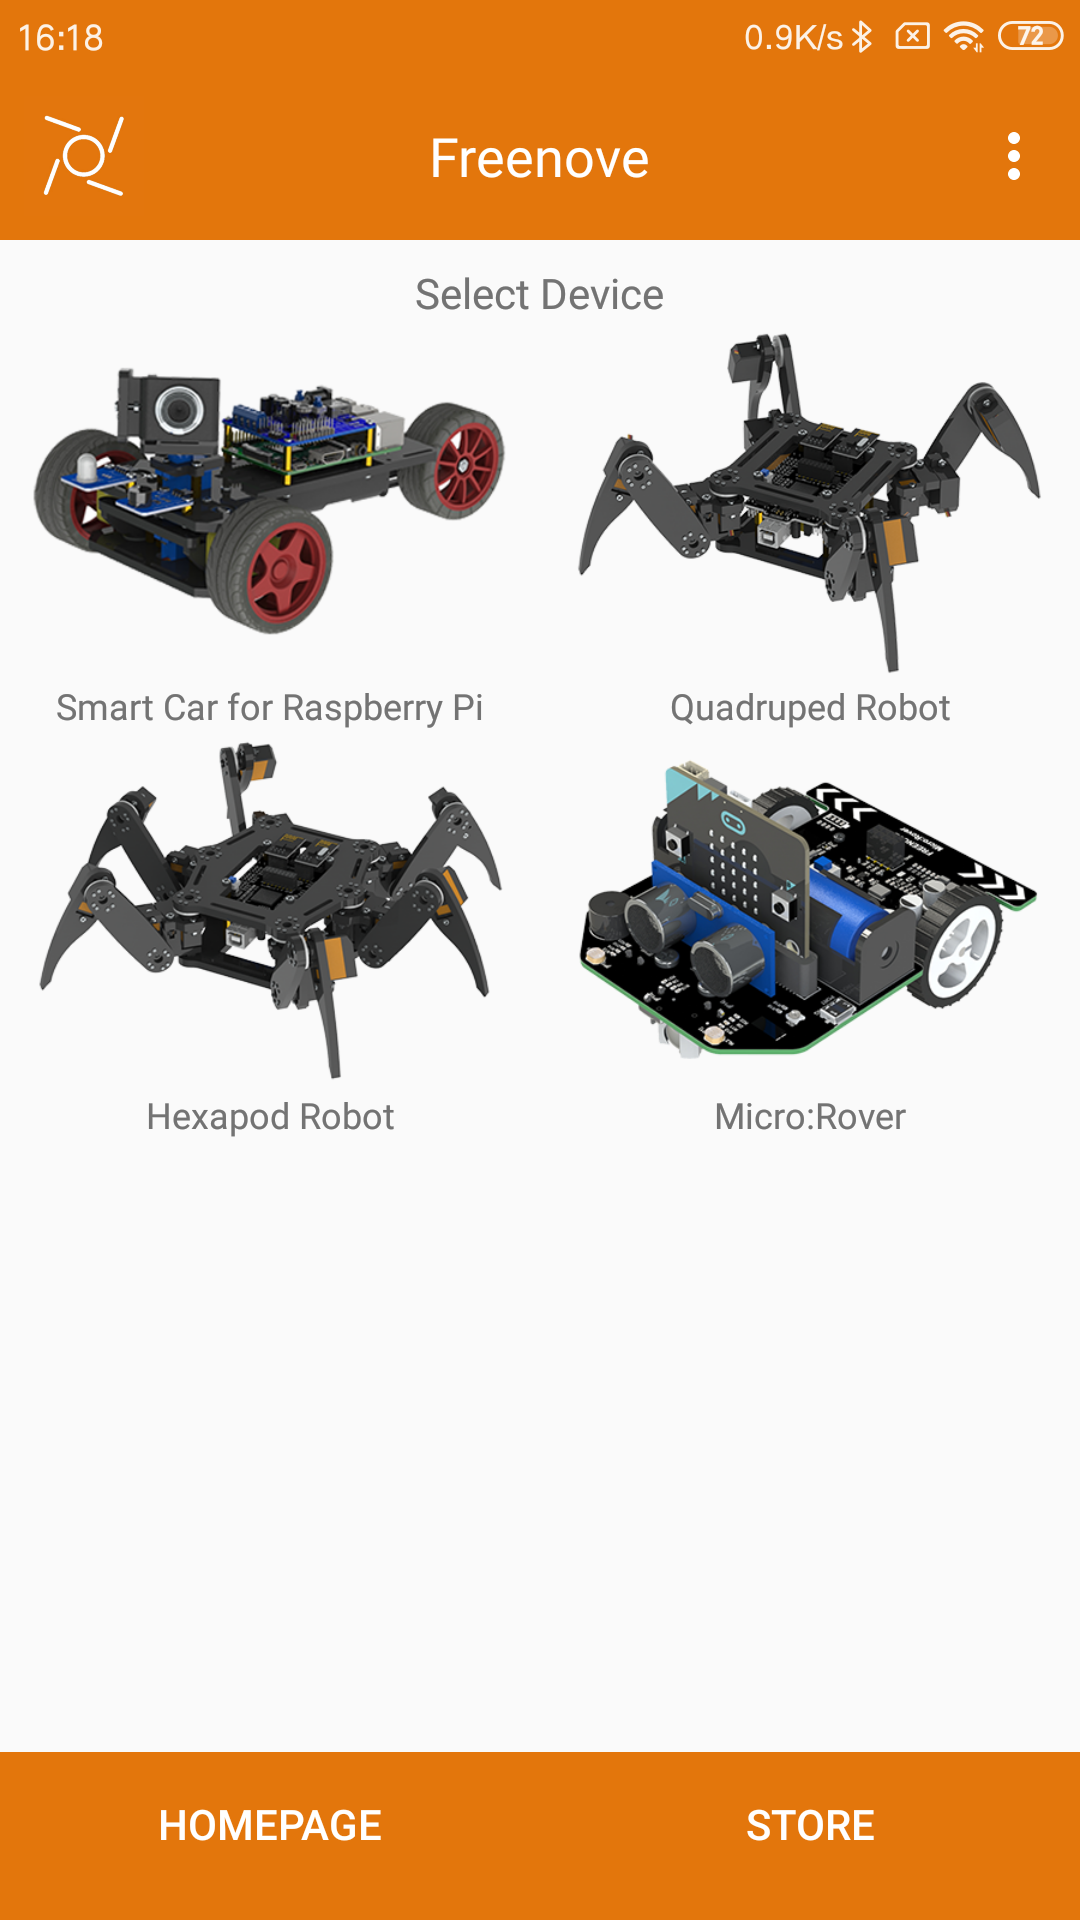 16:18
0.9K/s
72
Freenove
Select Device
Smart Car for Raspberry Pi
Quadruped Robot
Hexapod Robot
Micro:Rover
HOMEPAGE
STORE